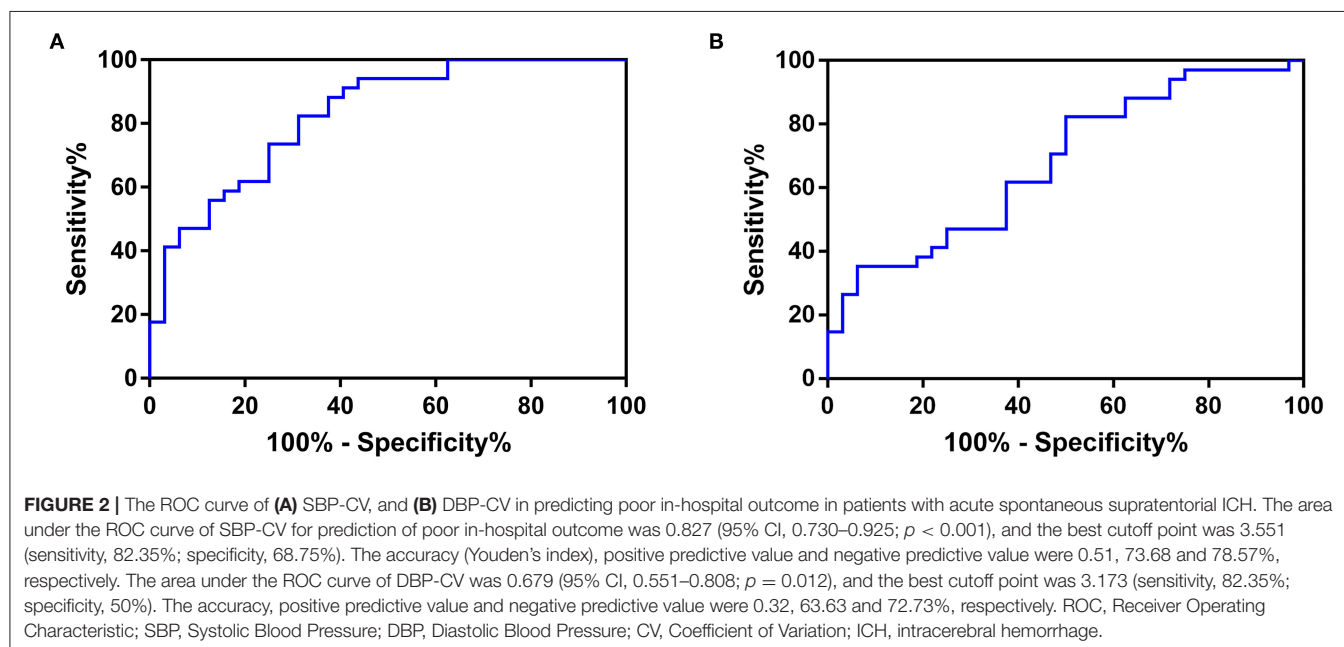 A
B
100
80
60
40
20
0
Sensitivity%
0 20 40 60 80 100
100% - Specificity%
100
80
60
40
20
0
Sensitivity%
0 20 40 60 80 100
100% - Specificity%
FIGURE 2 | The ROC curve of (A) SBP-CV, and (B) DBP-CV in predicting poor in-hospital outcome in patients with acute spontaneous supratentorial ICH. The area
under the ROC curve of SBP-CV for prediction of poor in-hospital outcome was 0.827 (95% CI, 0.730–0.925; p < 0.001), and the best cutoff point was 3.551
(sensitivity, 82.35%; specificity, 68.75%). The accuracy (Youden's index), positive predictive value and negative predictive value were 0.51, 73.68 and 78.57%,
respectively. The area under the ROC curve of DBP-CV was 0.679 (95% CI, 0.551–0.808; p = 0.012), and the best cutoff point was 3.173 (sensitivity, 82.35%;
specificity, 50%). The accuracy, positive predictive value and negative predictive value were 0.32, 63.63 and 72.73%, respectively. ROC, Receiver Operating
Characteristic; SBP, Systolic Blood Pressure; DBP, Diastolic Blood Pressure; CV, Coefficient of Variation; ICH, intracerebral hemorrhage.